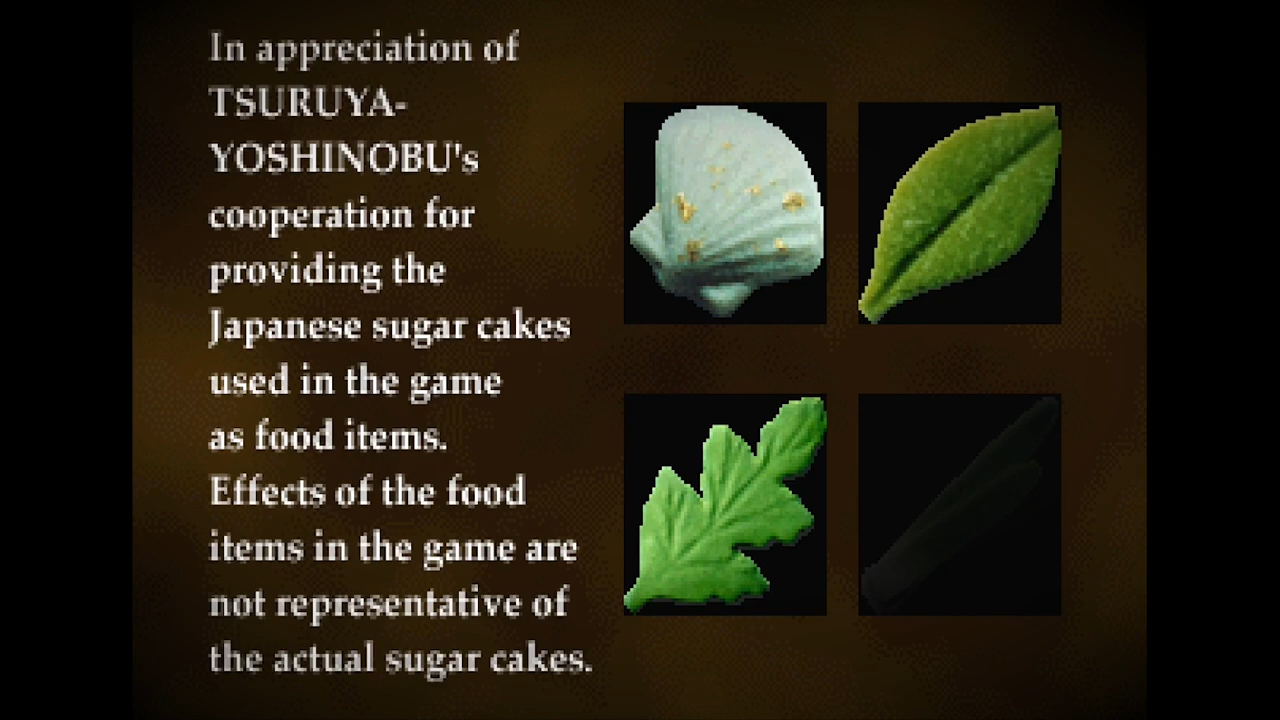 In appreciation of
TSURUYA-
YOSHINOBU's
cooperation for
providing the
Japanese sugar cakes
used in the game
as food items.
Effects of the food
items in the game are
not representative of
the actual sugar cakes.